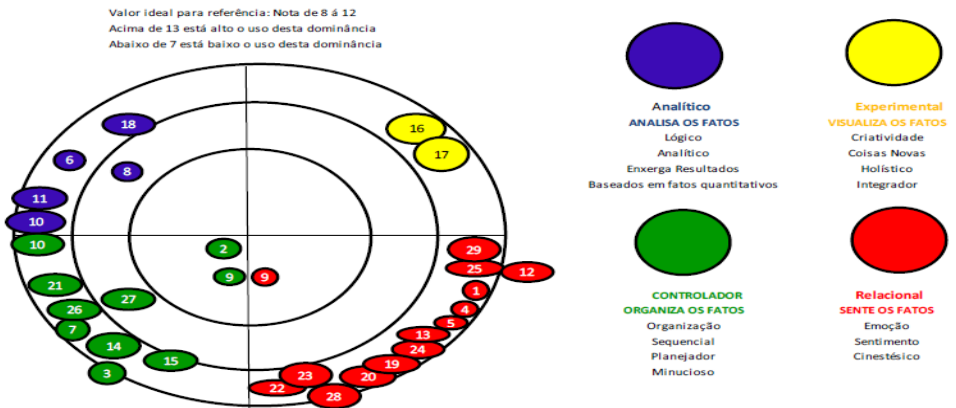 Valor ideal para referência: Nota de 8 á 12
Acima de 13 está alto o uso desta dominância
Abaixo de 7 está baixo o uso desta dominância
18
6
8
11
10
10
16
17
2
9
9
21
26
27
7
14
15
3
29
25
12
1
4
5
13
24
19
20
23
22
28
Analítico
ANALISA OS FATOS
Lógico
Analítico
Enxerga Resultados
Baseados em fatos quantitativos
Experimental
VISUALIZA OS FATOS
Criatividade
Coisas Novas
Holístico
Integrador
CONTROLADOR
ORGANIZA OS FATOS
Organização
Sequencial
Planejador
Minucioso
Relacional
SENTE OS FATOS
Emoção
Sentimento
Cinestésico